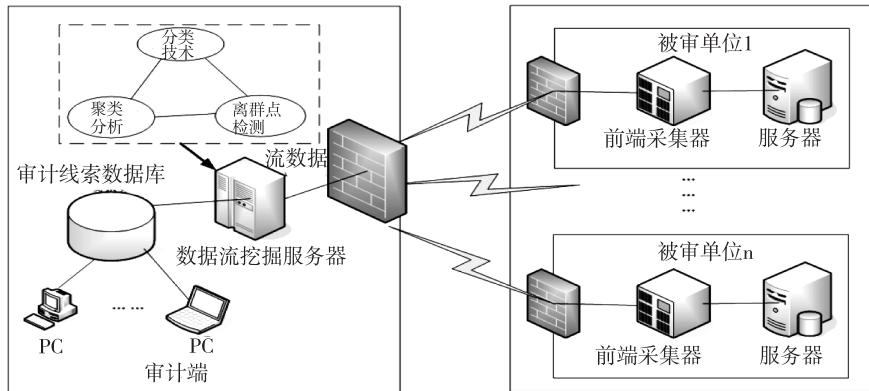 分类
技术
聚类
分析
离群点
检测
流数据
审计线索数据库
数据流挖掘服务器
PC
... ...
PC
审计端
被审单位1
前端采集器
服务器
...
...
被审单位n
前端采集器
服务器